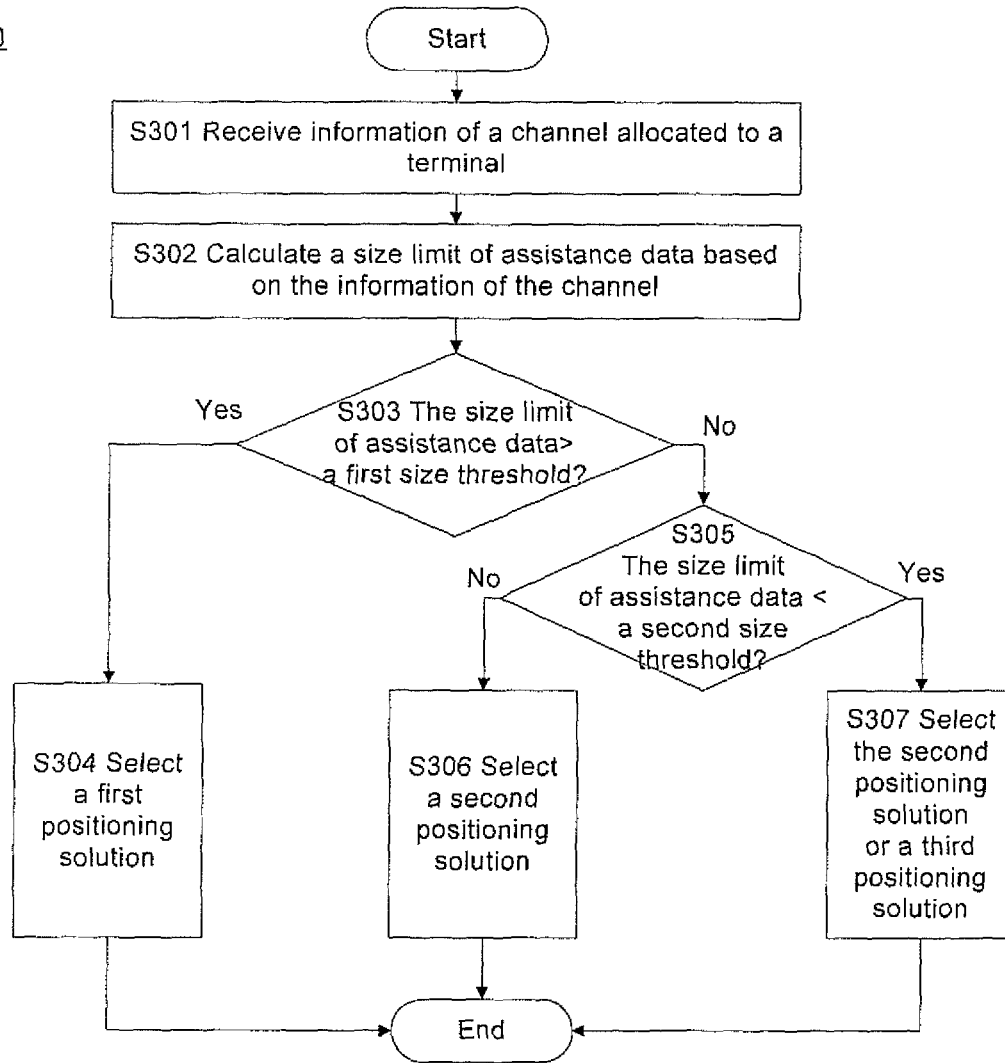 Start
S301 Receive information of a channel allocated to a
terminal
S302 Calculate a size limit of assistance data based
on the information of the channel
Yes
S303 The size limit
of assistance data>
a first size threshold?
No
No
S305
The size limit
of assistance data <
a second size
threshold?
Yes
S304 Select
a first
positioning
solution
S306 Select
a second
positioning
solution
S307 Select
the second
positioning
solution
or a third
positioning
solution
End